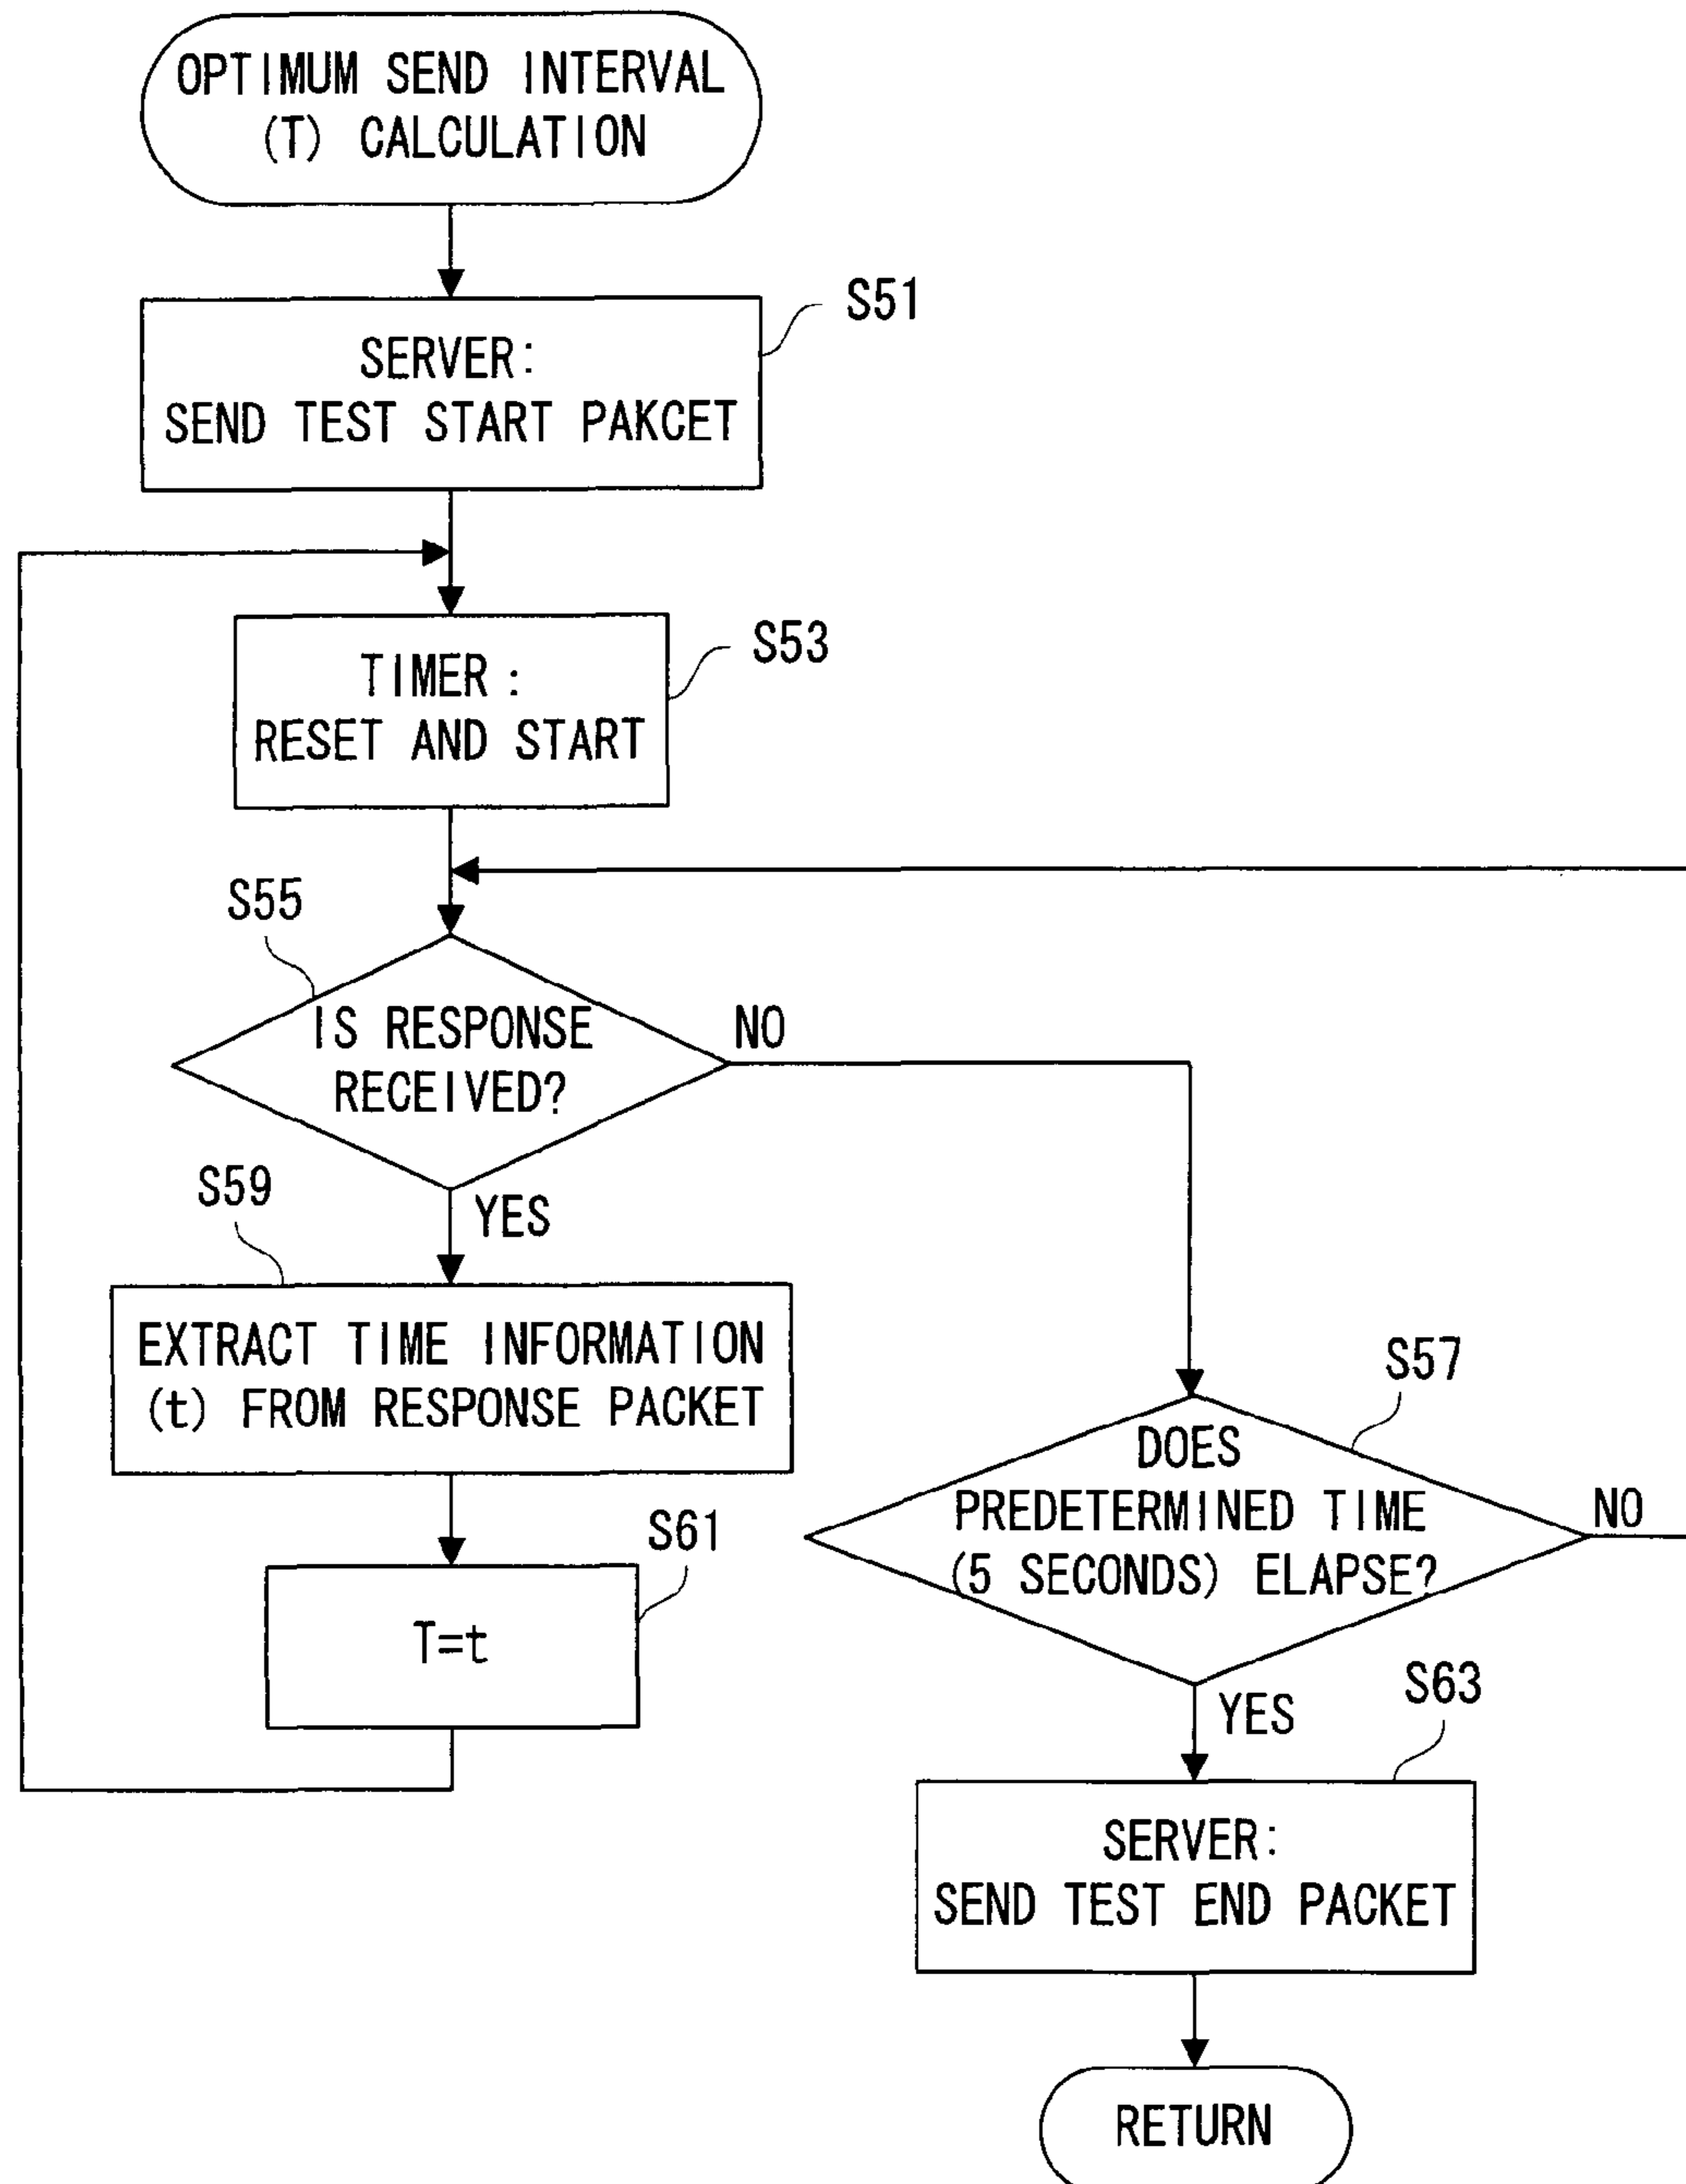 OPTIMUM SEND INTERVAL
(T) CALCULATION
S51
SERVER:
SEND TEST START PAKCET
S53
TIMER:
RESET AND START
S55
IS RESPONSE
RECEIVED?
NO
YES
S59
EXTRACT TIME INFORMATION
(t) FROM RESPONSE PACKET
S61
T=t
S57
DOES
PREDETERMINED TIME
(5 SECONDS) ELAPSE?
NO
YES
S63
SERVER:
SEND TEST END PACKET
RETURN